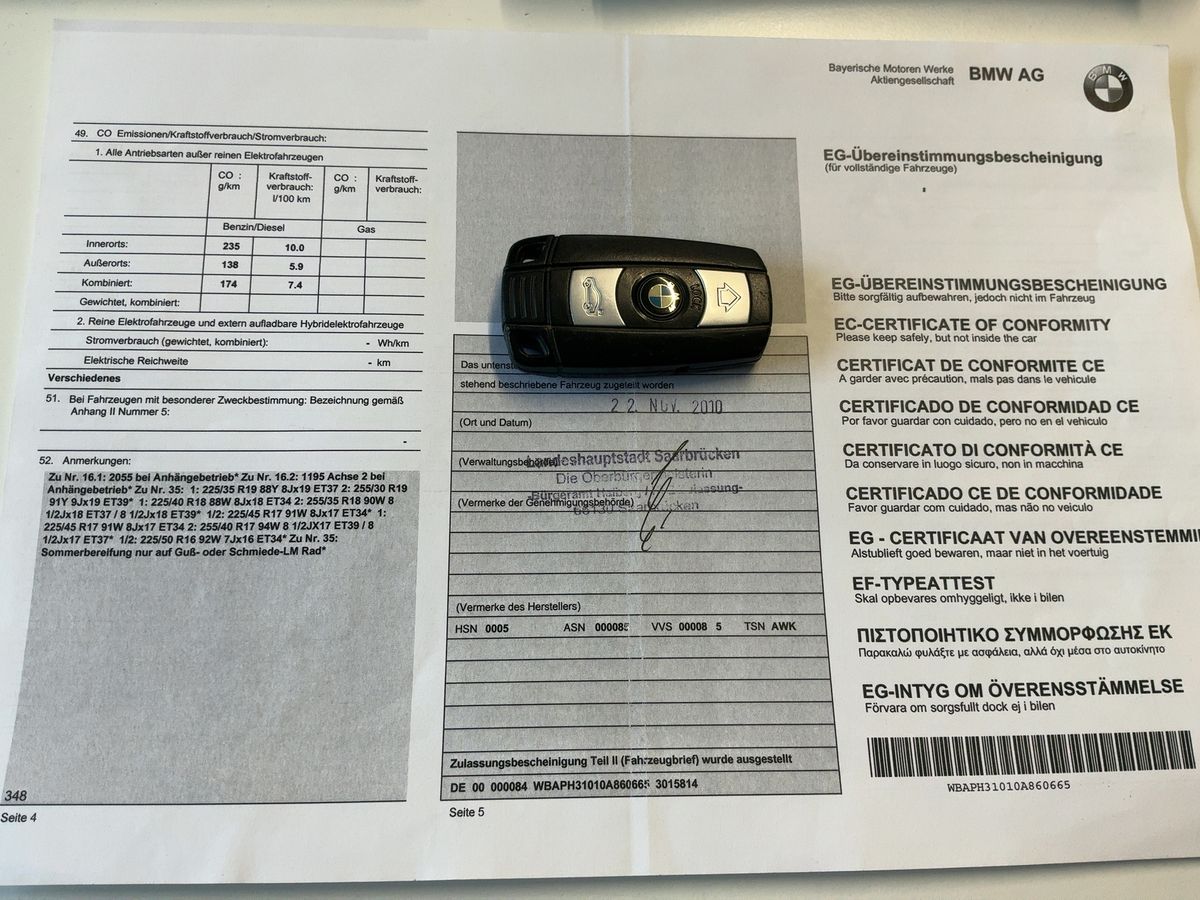 49. CO Emissionen/Kraftstoffverbrauch/Stromverbrauch:
1. Alle Antriebsarten außer reinen Elektrofahrzeugen
CO : g/km Kraftstoff-verbrauch: l/100 km CO : g/km Kraftstoff-verbrauch:
Benzin/Diesel Gas
Innerorts: 235 10.0
Außerorts: 138 5.9
Kombiniert: 174 7.4
Gewichtet, kombiniert:
2. Reine Elektrofahrzeuge und extern aufladbare Hybridelektrofahrzeuge
Stromverbrauch (gewichtet, kombiniert): - Wh/km
Elektrische Reichweite - km
Verschiedenes
51. Bei Fahrzeugen mit besonderer Zweckbestimmung: Bezeichnung gemäß
Anhang II Nummer 5:
-
52. Anmerkungen:
Zu Nr. 16.1: 2055 bei Anhängebetrieb* Zu Nr. 16.2: 1195 Achse 2 bei
Anhängebetrieb* Zu Nr. 35: 1: 225/35 R19 88Y 8Jx19 ET37 2: 255/30 R19
91Y 9Jx19 ET39* 1: 225/40 R18 88W 8Jx18 ET34 2: 255/35 R18 90W 8
1/2Jx18 ET37 / 8 1/2Jx18 ET39* 1/2: 225/45 R17 91W 8Jx17 ET34* 1:
225/45 R17 91W 8Jx17 ET34 2: 255/40 R17 94W 8 1/2JX17 ET39 / 8
1/2Jx17 ET37* 1/2: 225/50 R16 92W 7Jx16 ET34* Zu Nr. 35:
Sommerbereifung nur auf Guß- oder Schmiede-LM Rad*
348
Seite 4
Das untenst
stehend beschriebene Fahrzeug zugeteilt worden
22. NOV. 2010
(Ort und Datum)
(Verwaltungsbehörde)
Landeshauptstadt Saarbrücken
Die Oberbürgermeisterin
(Vermerke der Genehmigungsbehörde)
(Vermerke des Herstellers)
HSN 0005 ASN 000085 VVS 00008 5 TSN AWK
Zulassungsbescheinigung Teil II (Fahrzeugbrief) wurde ausgestellt
DE 00 000084 WBAPH31010A860665 3015814
Seite 5
Bayerische Motoren Werke
Aktiengesellschaft
BMW AG
BMW
EG-Übereinstimmungsbescheinigung
(für vollständige Fahrzeuge)
EG-ÜBEREINSTIMMUNGSBESCHEINIGUNG
Bitte sorgfältig aufbewahren, jedoch nicht im Fahrzeug
EC-CERTIFICATE OF CONFORMITY
Please keep safely, but not inside the car
CERTIFICAT DE CONFORMITE CE
A garder avec précaution, mais pas dans le vehicule
CERTIFICADO DE CONFORMIDAD CE
Por favor guardar con cuidado, pero no en el vehículo
CERTIFICATO DI CONFORMITÀ CE
Da conservare in luogo sicuro, non in macchina
CERTIFICADO CE DE CONFORMIDADE
Favor guardar com cuidado, mas não no veiculo
EG - CERTIFICAAT VAN OVEREENSTEMMI
Alstublieft goed bewaren, maar niet in het voertuig
EF-TYPEATTEST
Skal opbevares omhyggeligt, ikke i bilen
ΠΙΣΤΟΠΟΙΗΤΙΚΟ ΣΥΜΜΟΡΦΩΣΗΣ ΕΚ
Παρακαλώ φυλάξτε με ασφάλεια, αλλά όχι μέσα στο αυτοκίνητο
EG-INTYG OM ÖVERENSSTÄMMELSE
Förvara om sorgsfullt dock ej i bilen
WBAPH31010A860665